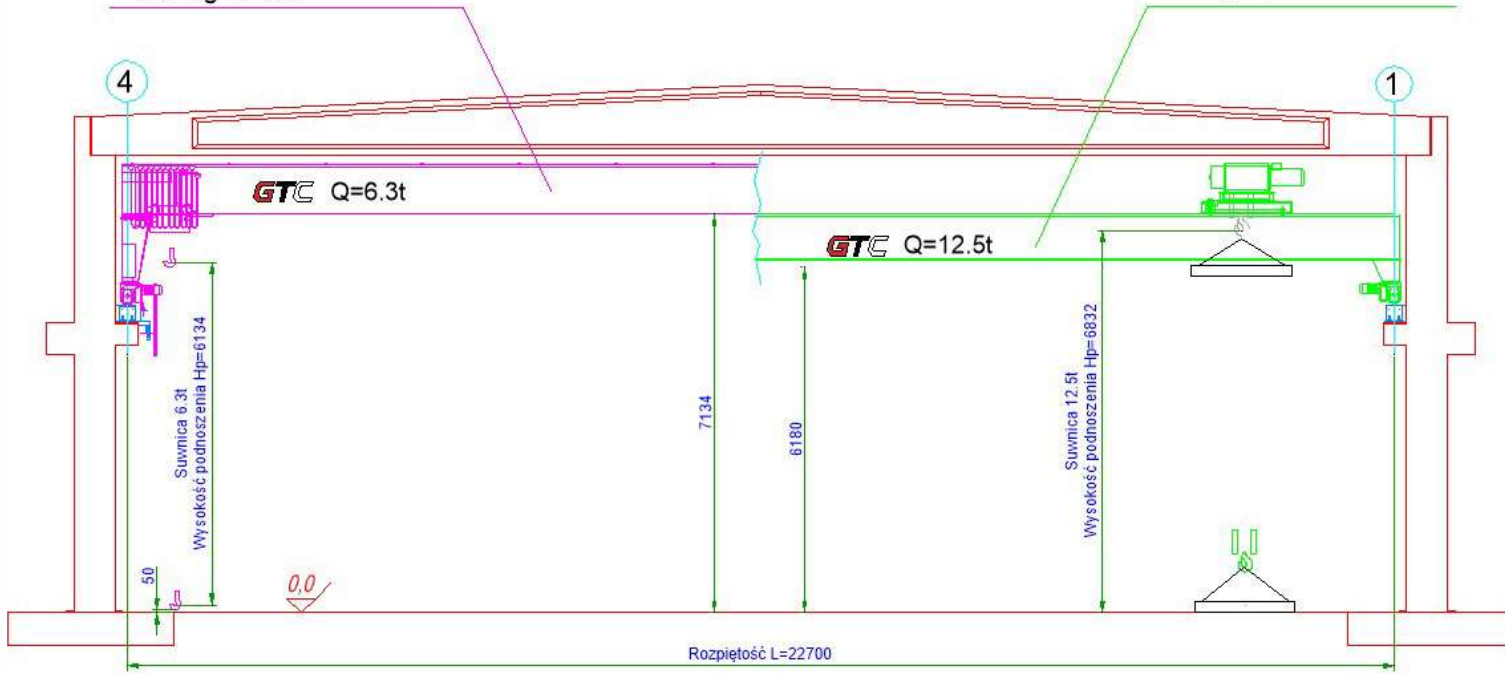 4
1
GTC Q=6.3t
GTC Q=12.5t
Suwnica 6.3t
Wysokość podnoszenia Hp=6134
7134
6180
Suwnica 12.5t
Wysokość podnoszenia Hp=6832
50
0,0
Rozpiętość L=22700